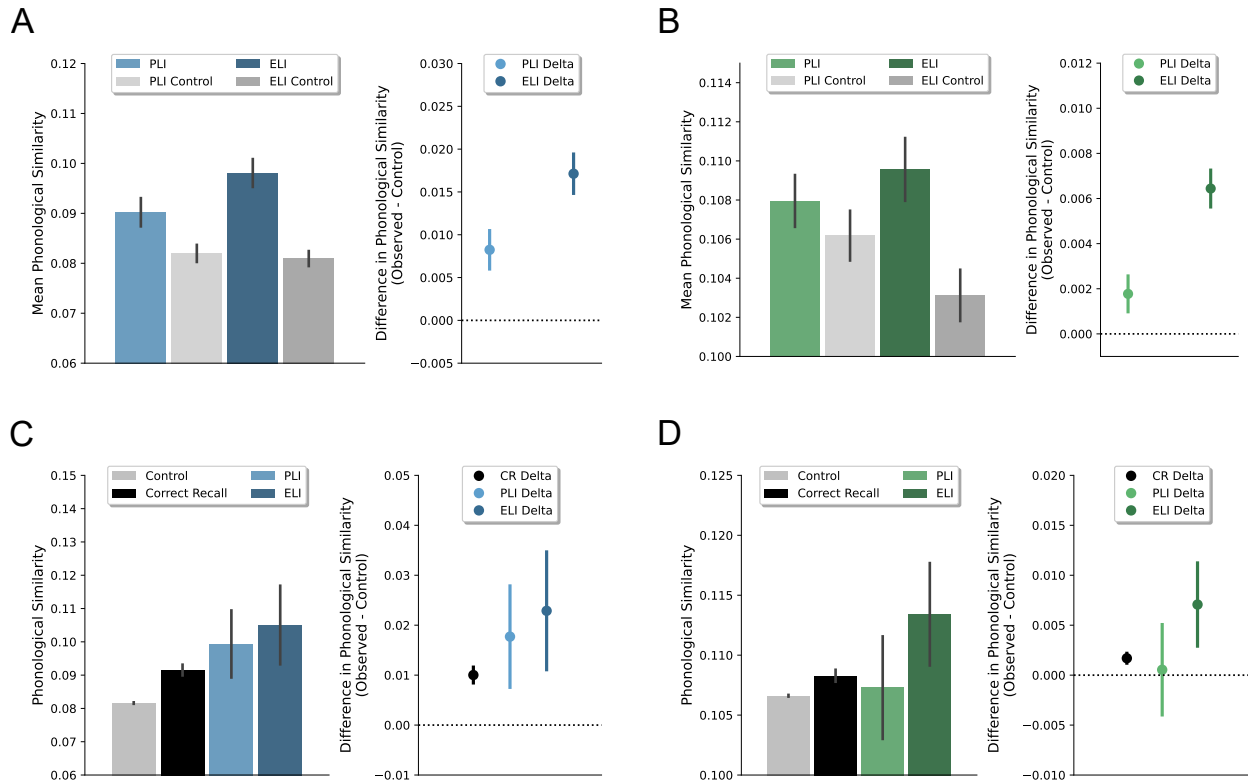 A
PLI
ELI
PLI Control
ELI Control
Mean Phonological Similarity
0.12
0.11
0.10
0.09
0.08
0.07
0.06
PLI Delta
ELI Delta
Difference in Phonological Similarity
(Observed - Control)
0.030
0.025
0.020
0.015
0.010
0.005
0.000
−0.005
B
PLI
ELI
PLI Control
ELI Control
Mean Phonological Similarity
0.114
0.112
0.110
0.108
0.106
0.104
0.102
0.100
PLI Delta
ELI Delta
Difference in Phonological Similarity
(Observed - Control)
0.012
0.010
0.008
0.006
0.004
0.002
0.000
C
Control
PLI
Correct Recall
ELI
Phonological Similarity
0.15
0.14
0.13
0.12
0.11
0.10
0.09
0.08
0.07
0.06
CR Delta
PLI Delta
ELI Delta
Difference in Phonological Similarity
(Observed - Control)
0.05
0.04
0.03
0.02
0.01
0.00
−0.01
D
Control
PLI
Correct Recall
ELI
Phonological Similarity
0.125
0.120
0.115
0.110
0.105
0.100
CR Delta
PLI Delta
ELI Delta
Difference in Phonological Similarity
(Observed - Control)
0.020
0.015
0.010
0.005
0.000
−0.005
−0.010